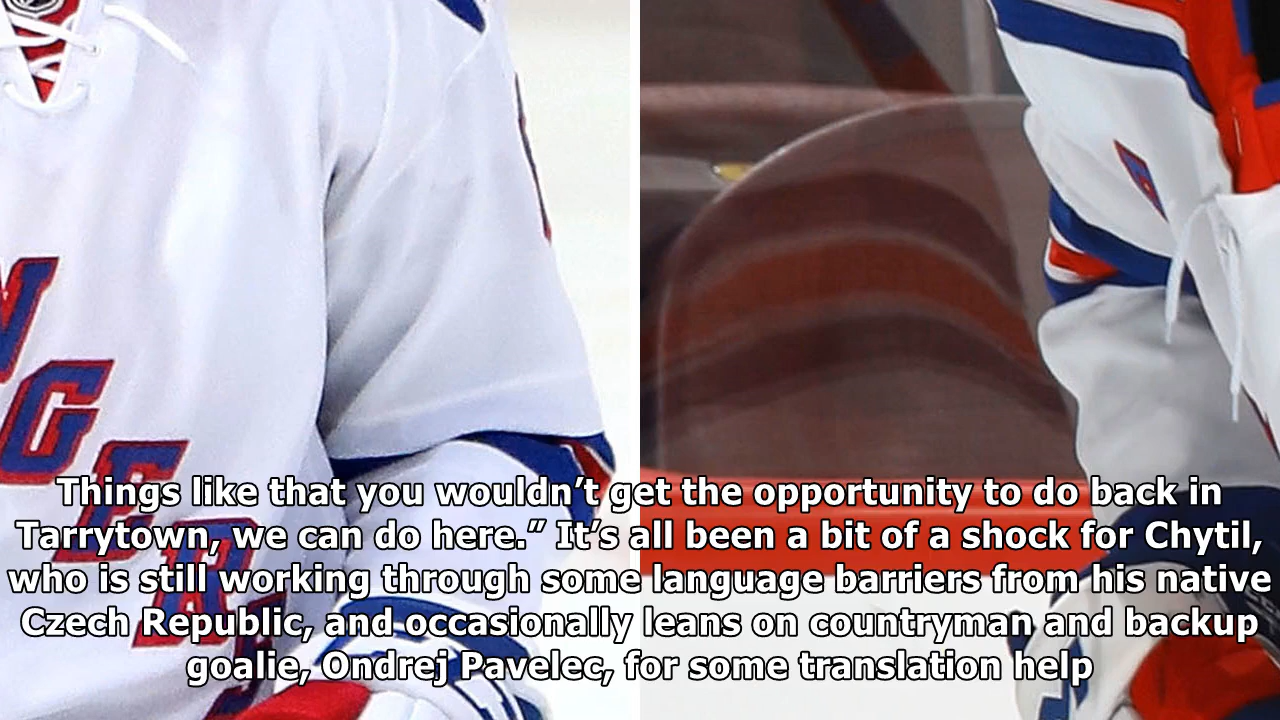 NGERS
Things like that you wouldn’t get the opportunity to do back in
Tarrytown, we can do here.” It’s all been a bit of a shock for Chytil,
who is still working through some language barriers from his native
Czech Republic, and occasionally leans on countryman and backup
goalie, Ondrej Pavelec, for some translation help